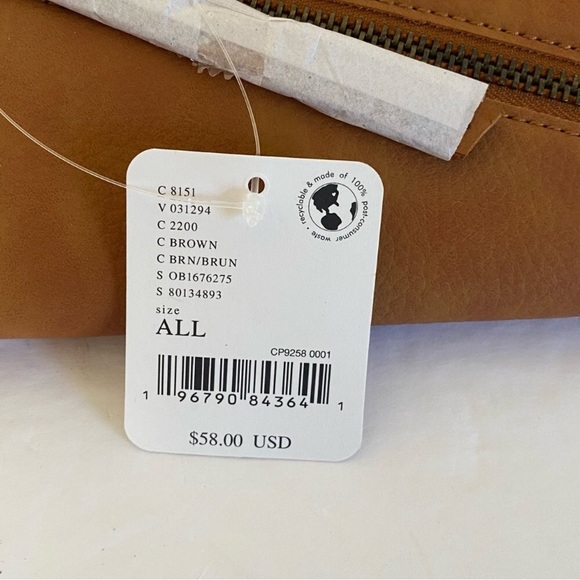 C 8151
V 031294
C 2200
C BROWN
C BRN/BRUN
S OB1676275
S 80134893
size
ALL
recyclable & made of 100% post-consumer waste •
CP9258 0001
1 96790 84364 1
$58.00 USD